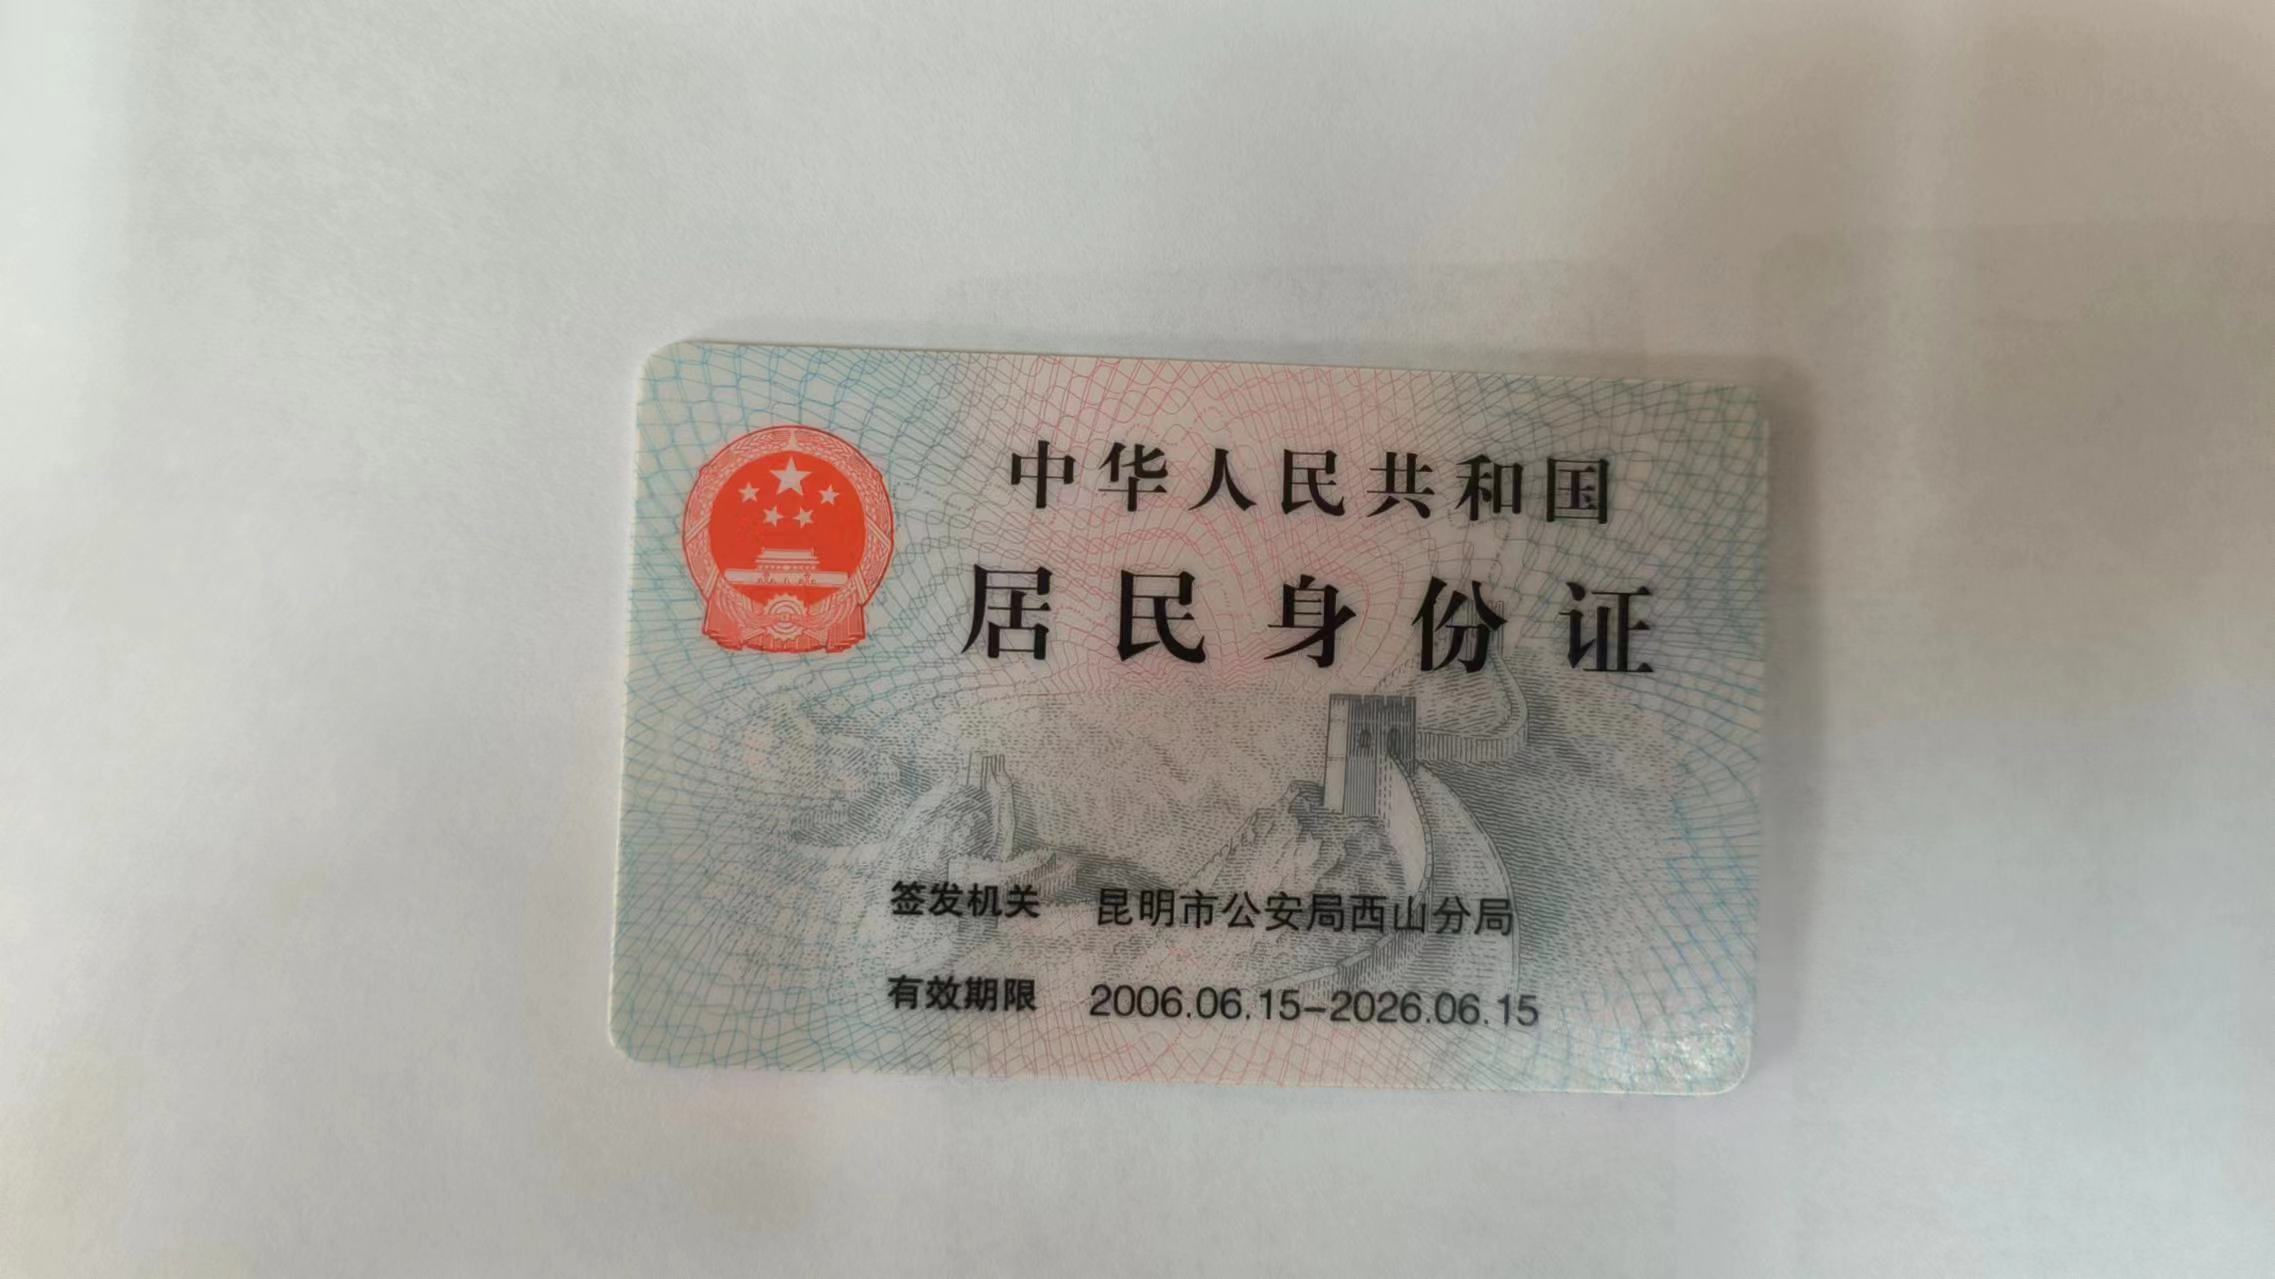 中华人民共和国
居民身份证
签发机关 昆明市公安局西山分局
有效期限 2006.06.15-2026.06.15